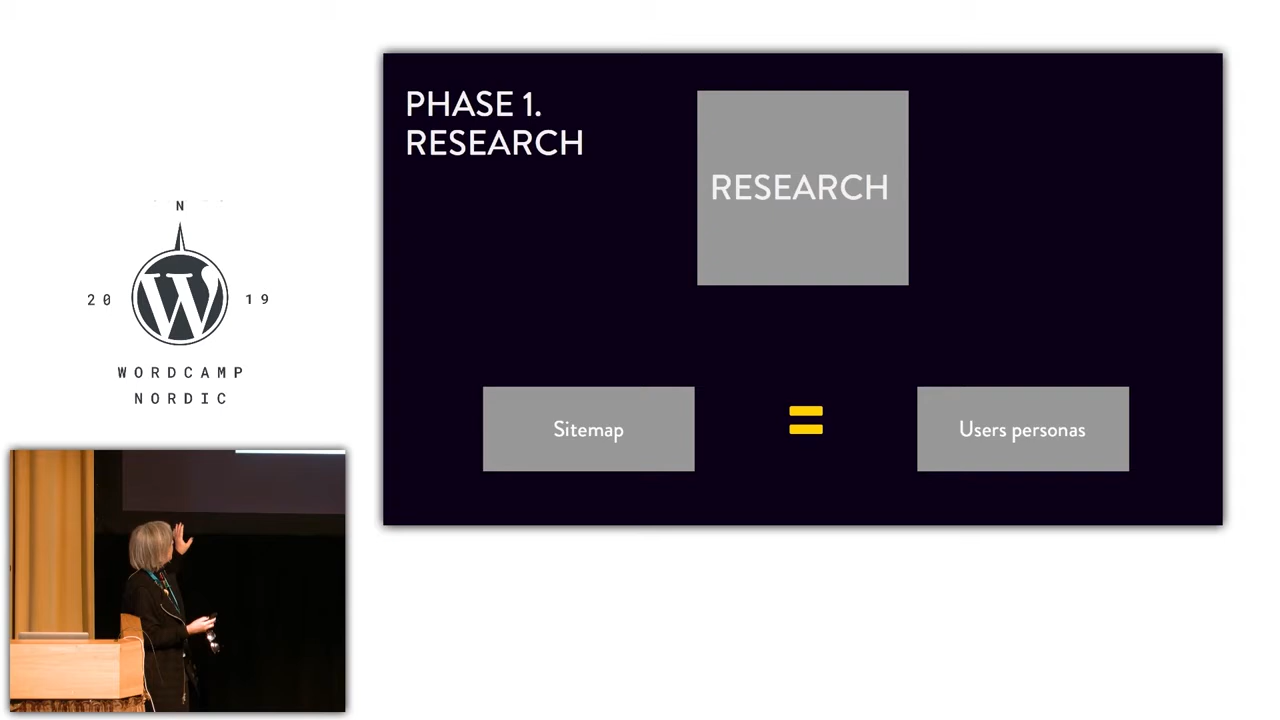 PHASE 1.
RESEARCH
RESEARCH
Sitemap
=
Users personas
N
20 W 19
WORDCAMP
NORDIC